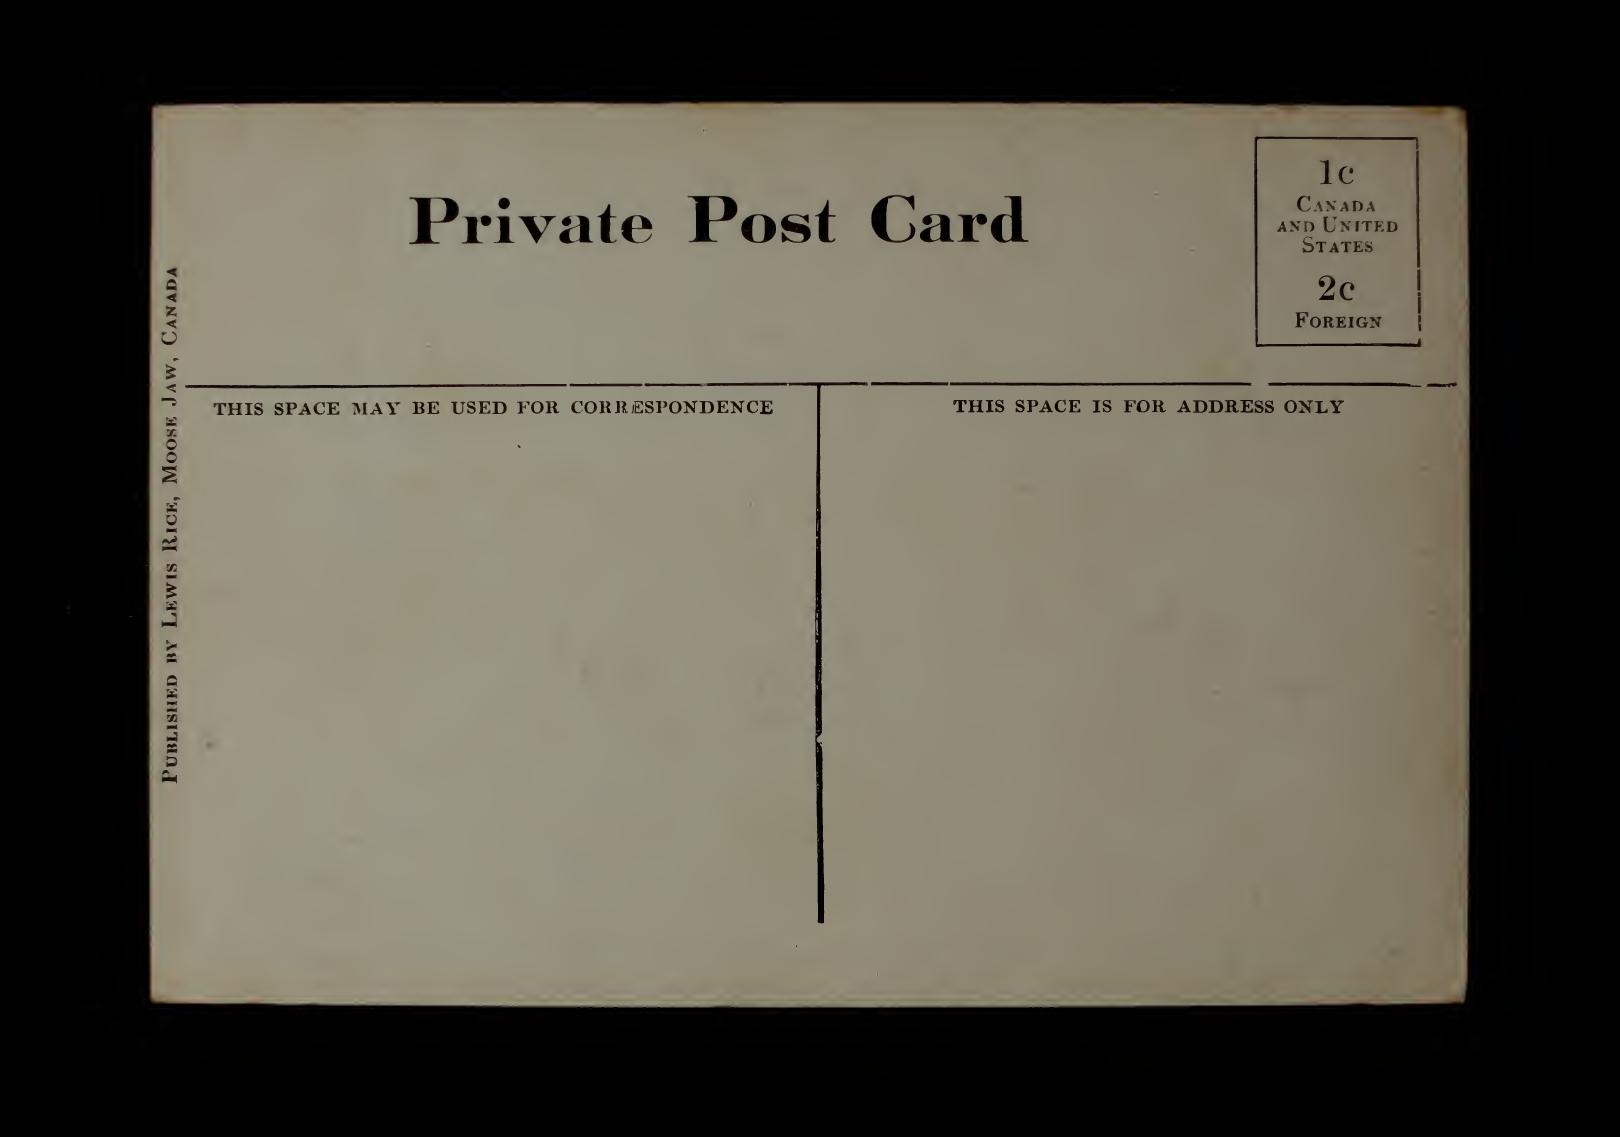 Private Post Card
1c
CANADA
AND UNITED
STATES
2c
FOREIGN
THIS SPACE MAY BE USED FOR CORRESPONDENCE
THIS SPACE IS FOR ADDRESS ONLY
PUBLISHED BY LEWIS RICE, MOOSE JAW, CANADA